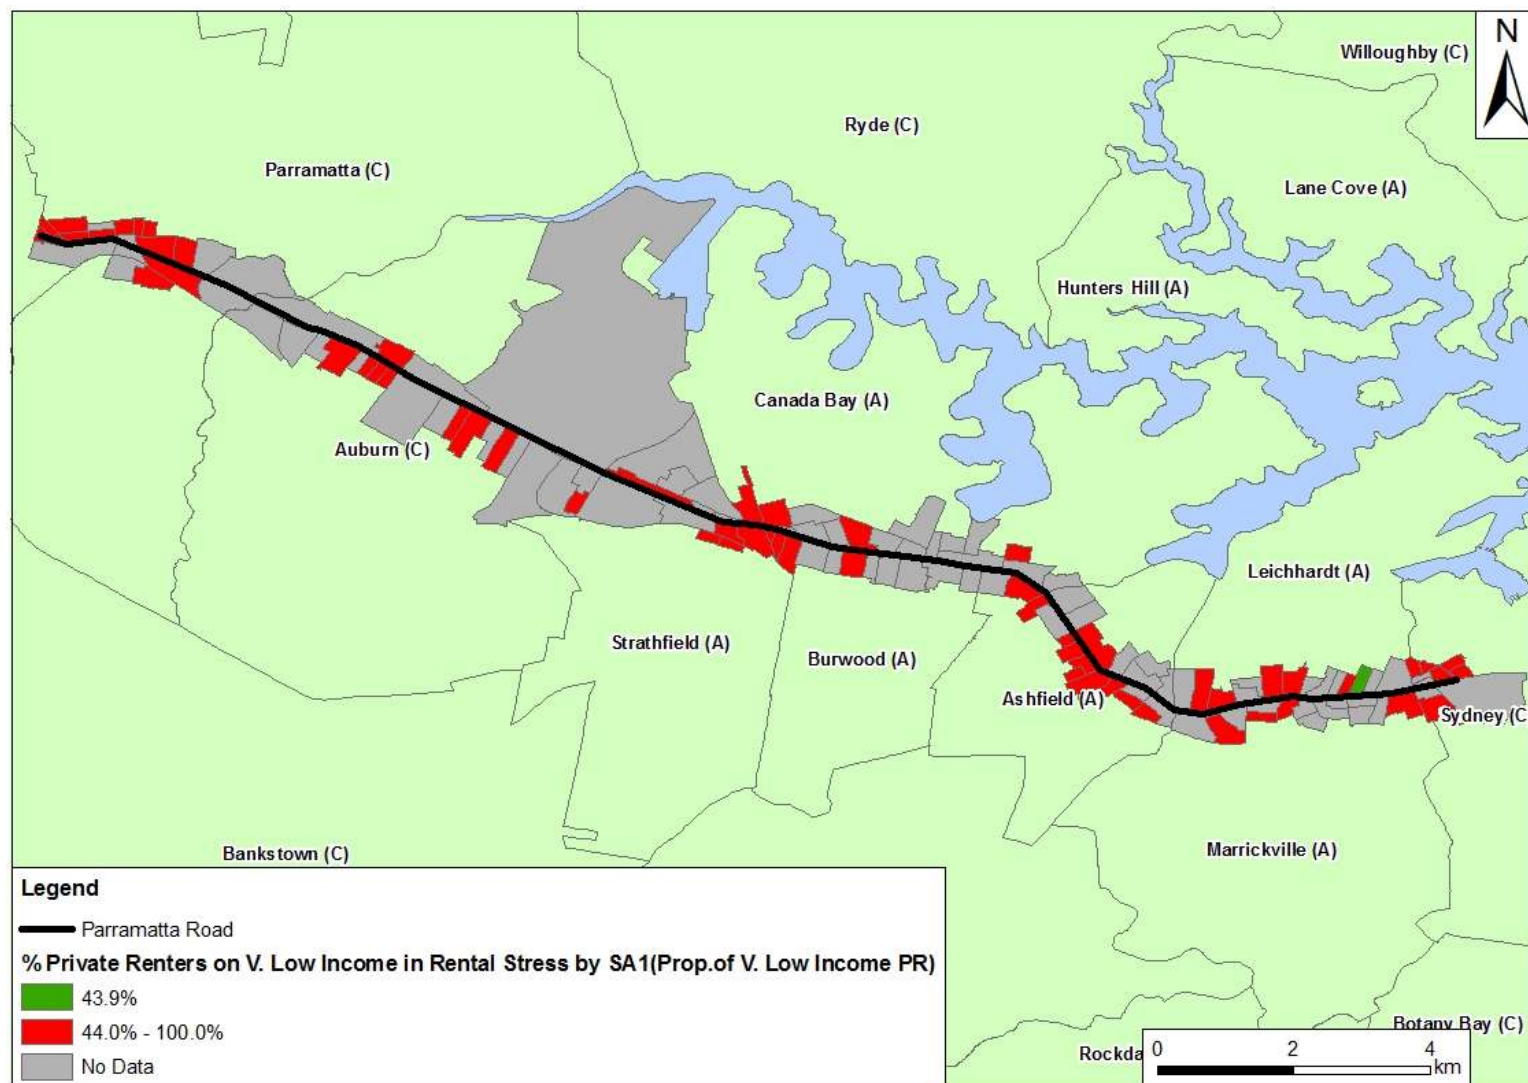 N
Willoughby (C)
Ryde (C)
Parramatta (C)
Lane Cove (A)
Hunters Hill (A)
Canada Bay (A)
Auburn (C)
Leichhardt (A)
Strathfield (A)
Burwood (A)
Ashfield (A)
Sydney (C
Marrickville (A)
Bankstown (C)
Botany Bay (C)
Rockda
Legend
Parramatta Road
% Private Renters on V. Low Income in Rental Stress by SA1(Prop.of V. Low Income PR)
43.9%
44.0% - 100.0%
No Data
0 2 4
km